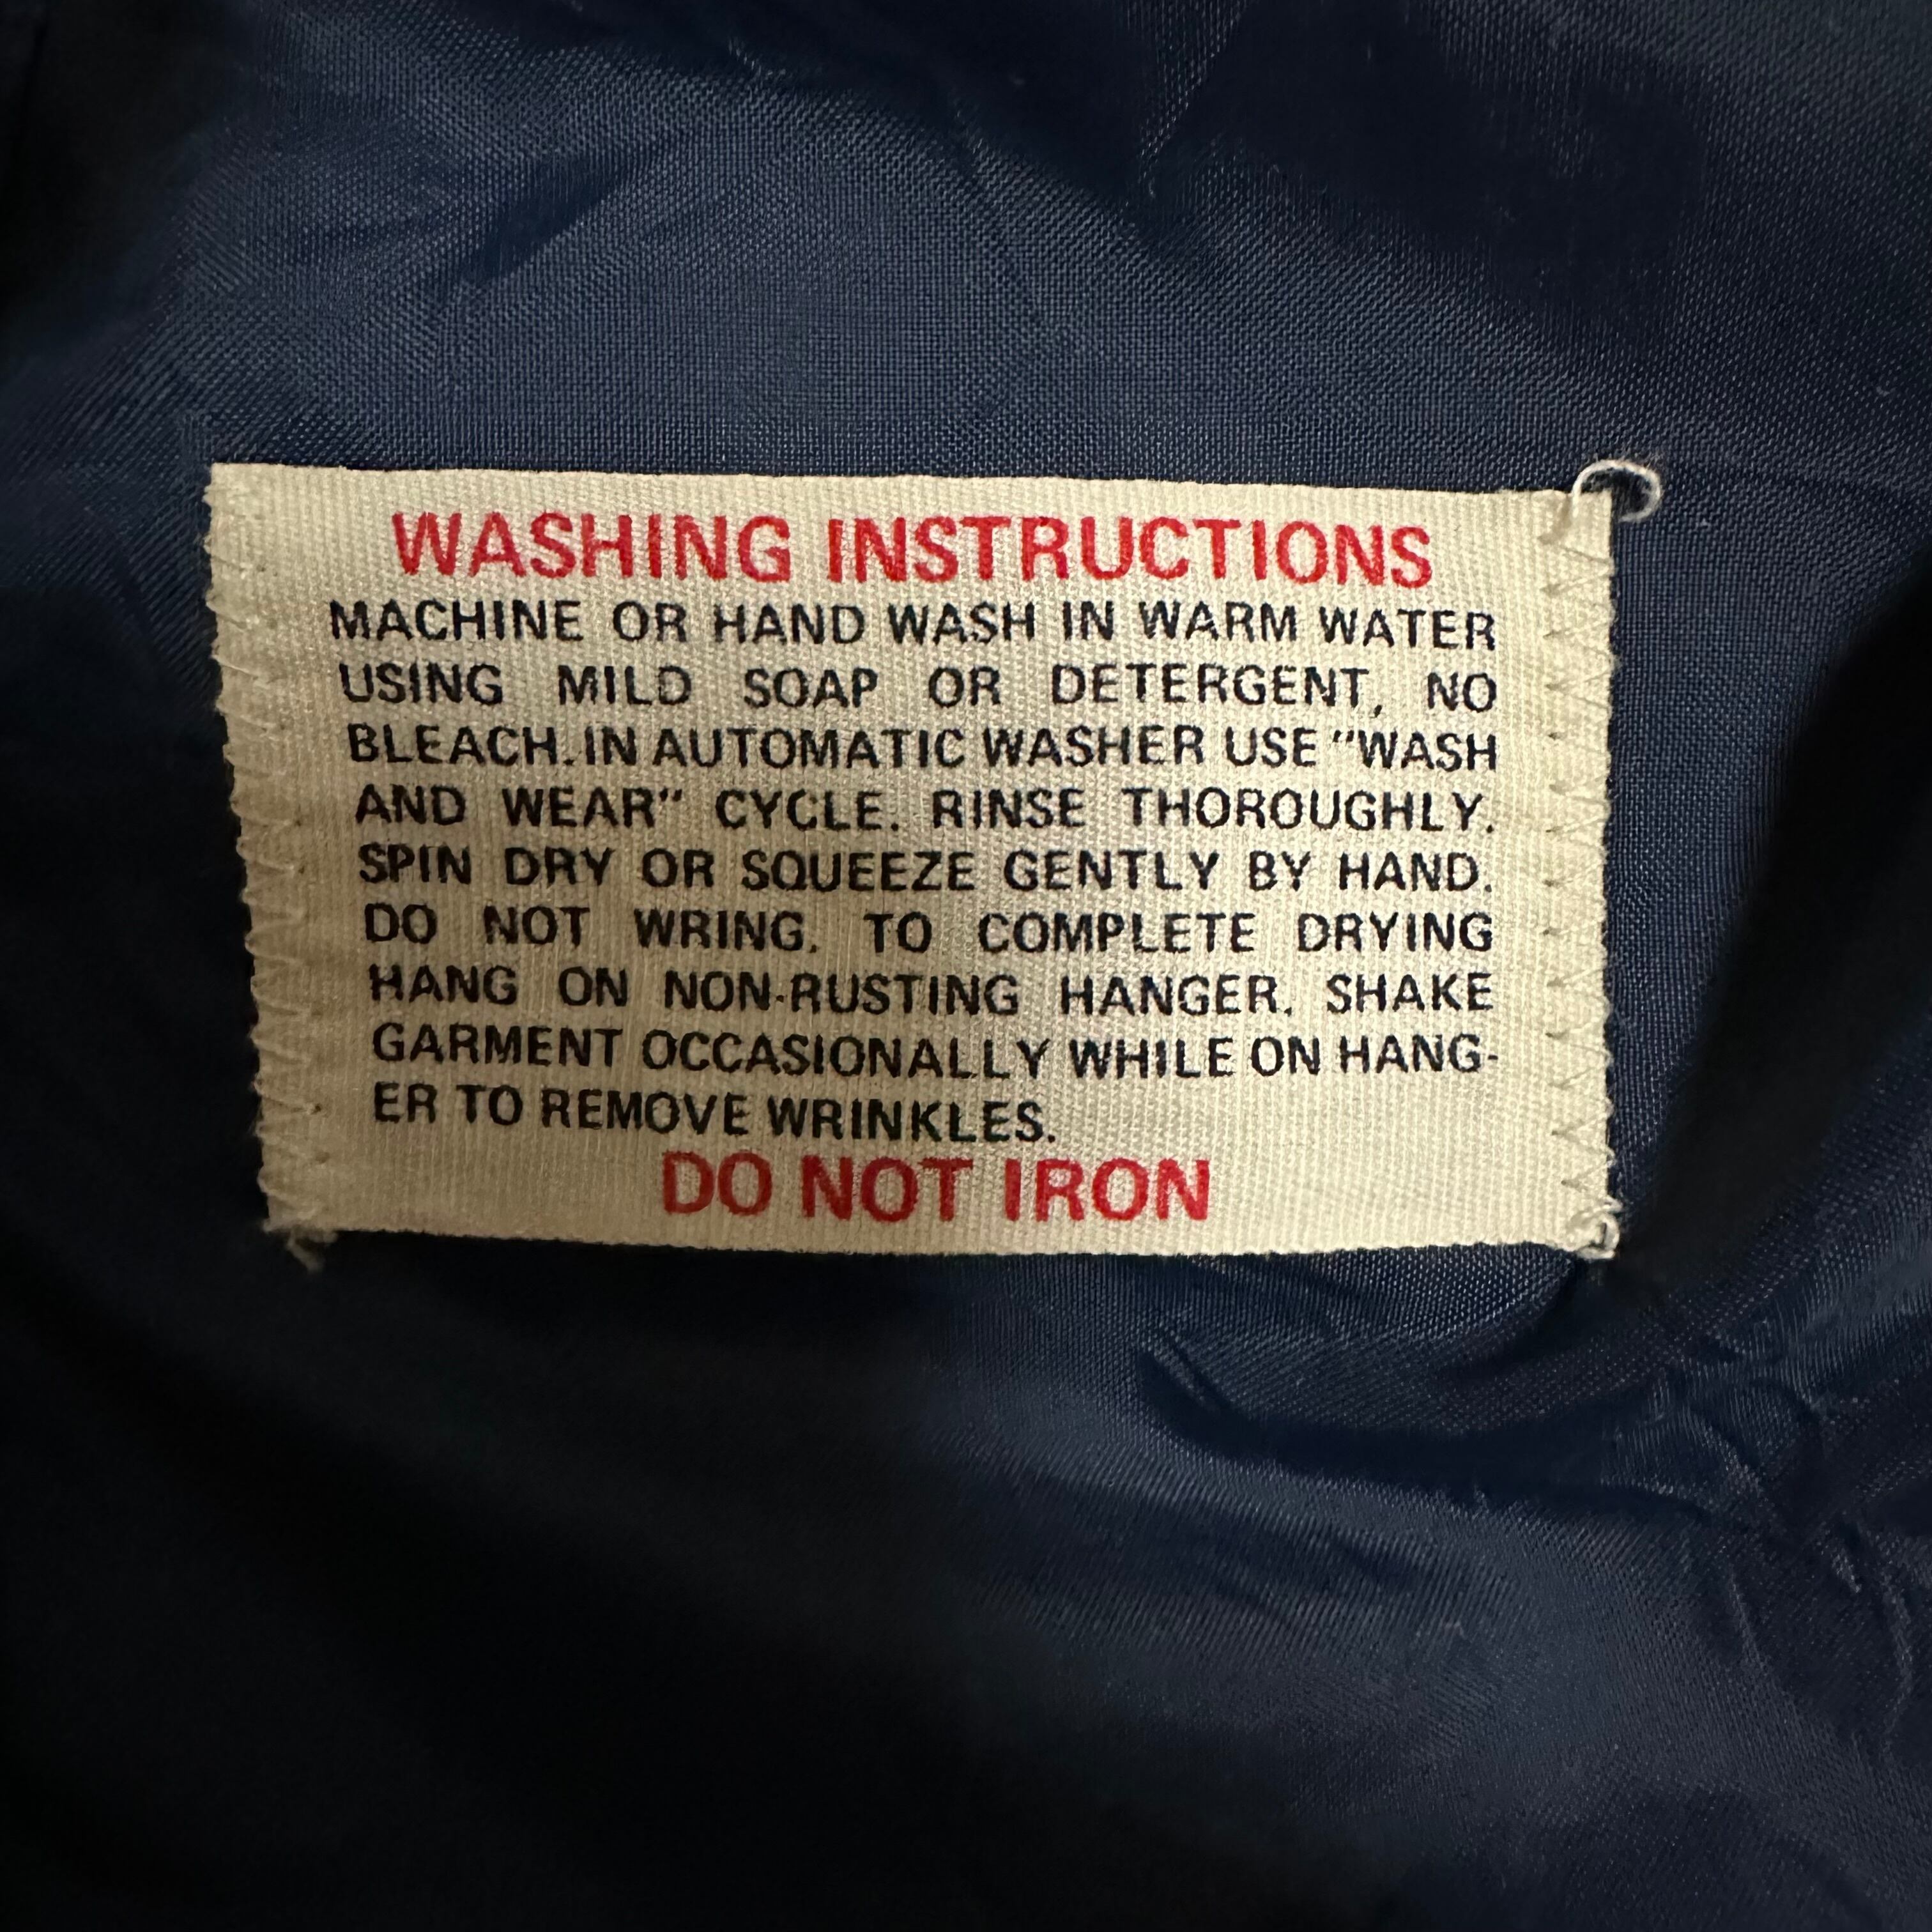 WASHING INSTRUCTIONS
MACHINE OR HAND WASH IN WARM WATER
USING MILD SOAP OR DETERGENT, NO
BLEACH. IN AUTOMATIC WASHER USE "WASH
AND WEAR" CYCLE. RINSE THOROUGHLY.
SPIN DRY OR SQUEEZE GENTLY BY HAND.
DO NOT WRING. TO COMPLETE DRYING
HANG ON NON-RUSTING HANGER. SHAKE
GARMENT OCCASIONALLY WHILE ON HANG-
ER TO REMOVE WRINKLES.
DO NOT IRON